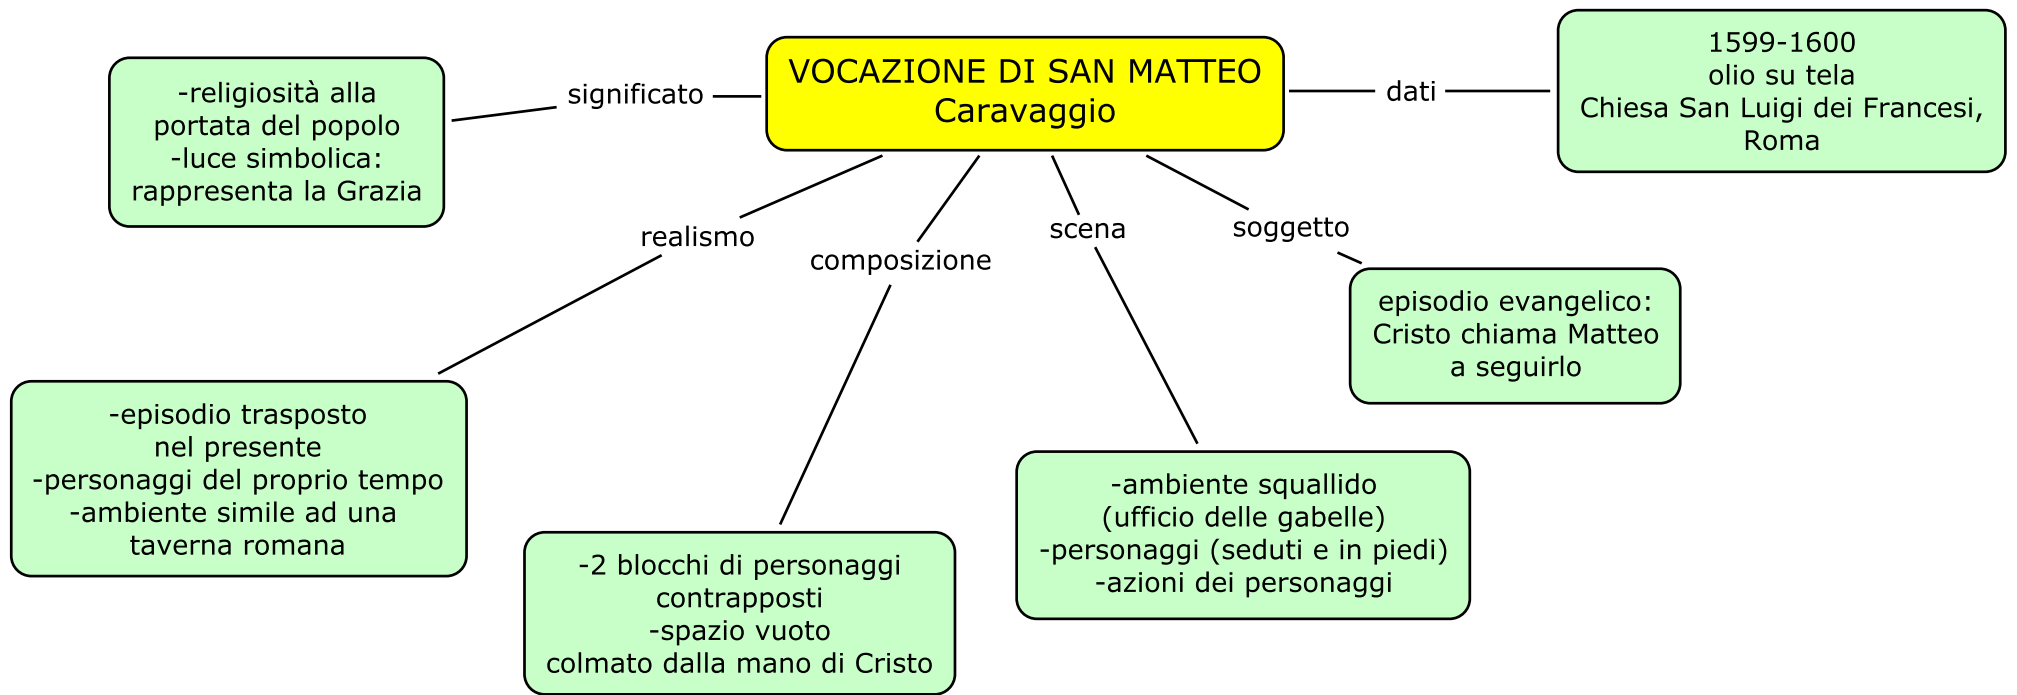 VOCAZIONE DI SAN MATTEO
Caravaggio
significato
-religiosità alla
portata del popolo
-luce simbolica:
rappresenta la Grazia
dati
1599-1600
olio su tela
Chiesa San Luigi dei Francesi,
Roma
realismo
-episodio trasposto
nel presente
-personaggi del proprio tempo
-ambiente simile ad una
taverna romana
composizione
-2 blocchi di personaggi
contrapposti
-spazio vuoto
colmato dalla mano di Cristo
scena
-ambiente squallido
(ufficio delle gabelle)
-personaggi (seduti e in piedi)
-azioni dei personaggi
soggetto
episodio evangelico:
Cristo chiama Matteo
a seguirlo